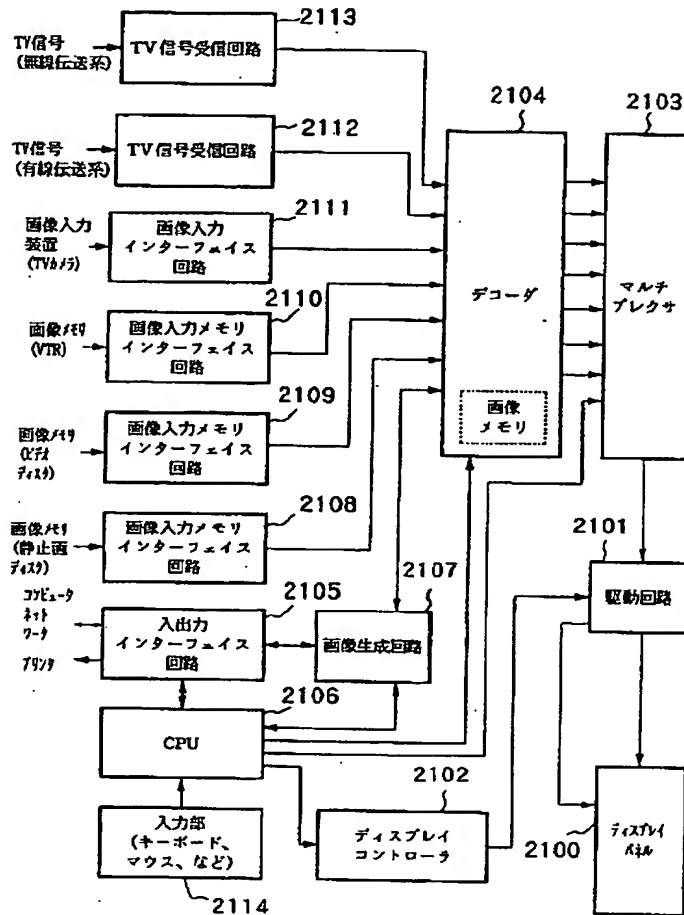 2113
TV信号
(無線伝送系)
TV信号受信回路
2112
TV信号
(有線伝送系)
TV信号受信回路
2104
2103
2111
画像入力
装置
(TVカメラ)
画像入力
インターフェイス
回路
2110
画像メモリ
(VTR)
画像入力メモリ
インターフェイス
回路
デコーダ
マルチ
プレクサ
画像
メモリ
2109
画像メモリ
(ビデオ
ディスク)
画像入力メモリ
インターフェイス
回路
2108
画像メモリ
(静止画
ディスク)
画像入力メモリ
インターフェイス
回路
2101
駆動回路
2105
2107
コンピュータ
ネット
ワーク
プリンタ
入出力
インターフェイス
回路
画像生成回路
2106
CPU
2102
ディスプレイ
コントローラ
2100
ディスプレイ
パネル
入力部
(キーボード、
マウス、など)
2114